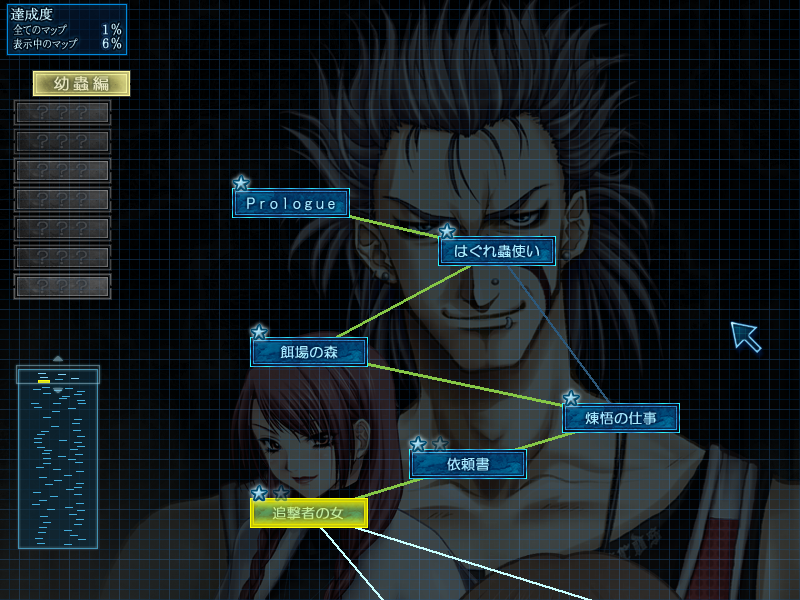 達成度
全てのマップ 1%
表示中のマップ 6%
幼蟲編
???
???
???
???
???
???
???
Prologue
はぐれ蟲使い
餌場の森
煉悟の仕事
依頼書
追撃者の女